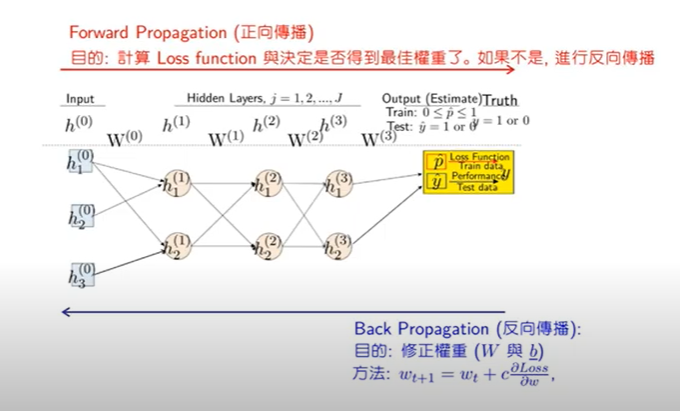 Forward Propagation (正向傳播)
目的: 計算 Loss function 與決定是否得到最佳權重了。如果不是, 進行反向傳播
Input
Hidden Layers, j = 1, 2, ..., J
Output (Estimate) Truth
Train: 0 ≤ p̂ ≤ 1
Test: ŷ = 1 or 0 y = 1 or 0
h^(0) W^(0) h^(1) W^(1) h^(2) W^(2) h^(3) W^(3)
h₁^(0) h₁^(1) h₁^(2) h₁^(3)
p̂ Loss Function
Train data
y
ŷ Performance
Test data
h₂^(0)
h₂^(1) h₂^(2) h₂^(3)
h₃^(0)
Back Propagation (反向傳播):
目的: 修正權重 (W 與 b)
方法: w_{t+1} = w_t + c ∂Loss/∂w,